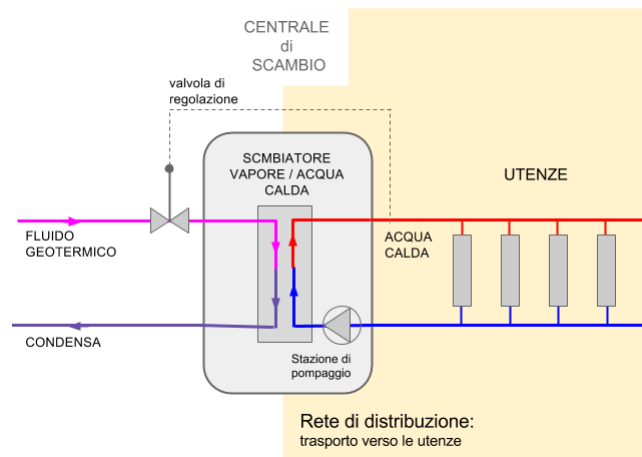 CENTRALE
di
SCAMBIO
valvola di
regolazione
SCMBIATORE
VAPORE / ACQUA
CALDA
UTENZE
FLUIDO
GEOTERMICO
ACQUA
CALDA
CONDENSA
Stazione di
pompaggio
Rete di distribuzione:
trasporto verso le utenze